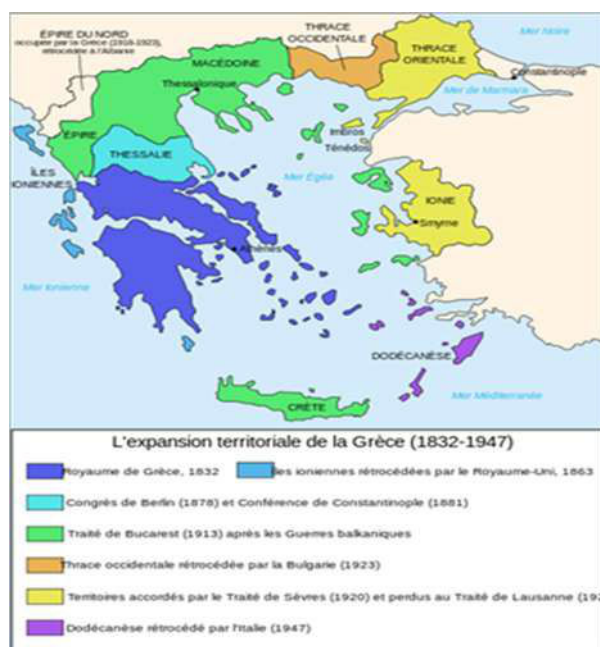 Mer Noire
ÉPIRE DU NORD
occupée par la Grèce (1918-1923),
rétrocédée à l'Albanie
THRACE
OCCIDENTALE
MACÉDOINE
THRACE
ORIENTALE
Constantinople
Thessalonique
Mer de Marmara
ÉPIRE
Imbros
THESSALIE
Ténédos
ÎLES
IONIENNES
Mer Égée
IONIE
Smyrne
Athènes
Mer Ionienne
DODÉCANÈSE
Mer Méditerranée
CRÈTE
L'expansion territoriale de la Grèce (1832-1947)
Royaume de Grèce, 1832
Îles ioniennes rétrocédées par le Royaume-Uni, 1863
Congrès de Berlin (1878) et Conférence de Constantinople (1881)
Traité de Bucarest (1913) après les Guerres balkaniques
Thrace occidentale rétrocédée par la Bulgarie (1923)
Territoires accordés par le Traité de Sèvres (1920) et perdus au Traité de Lausanne
Dodécanèse rétrocédé par l'Italie (1947)